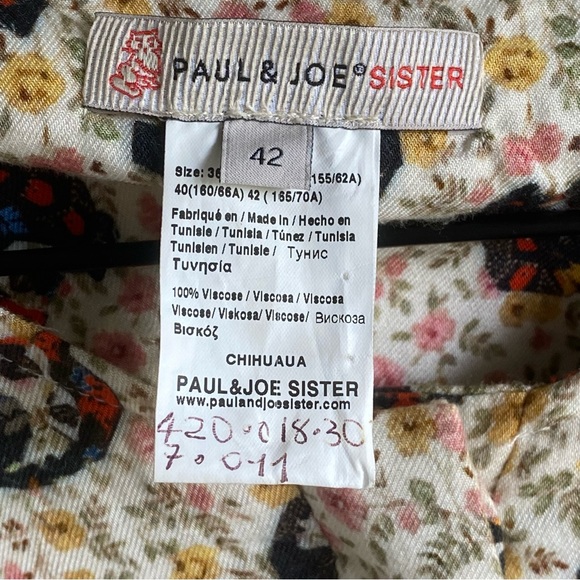 PAUL & JOE® SISTER
42
Size: 36 155/62A)
40(160/66A) 42 ( 165/70A)
Fabriqué en / Made in / Hecho en
Tunisie / Tunisia / Túnez / Tunisia
Tunisien / Tunisie / Тунис
Τυνησία
100% Viscose / Viscosa / Viscosa
Viscose/ Viskosa/ Viscose/ Вискоза
Βισκόζ
CHIHUAUA
PAUL&JOE SISTER
www.paulandjoesister.com
420.018.30
7.011